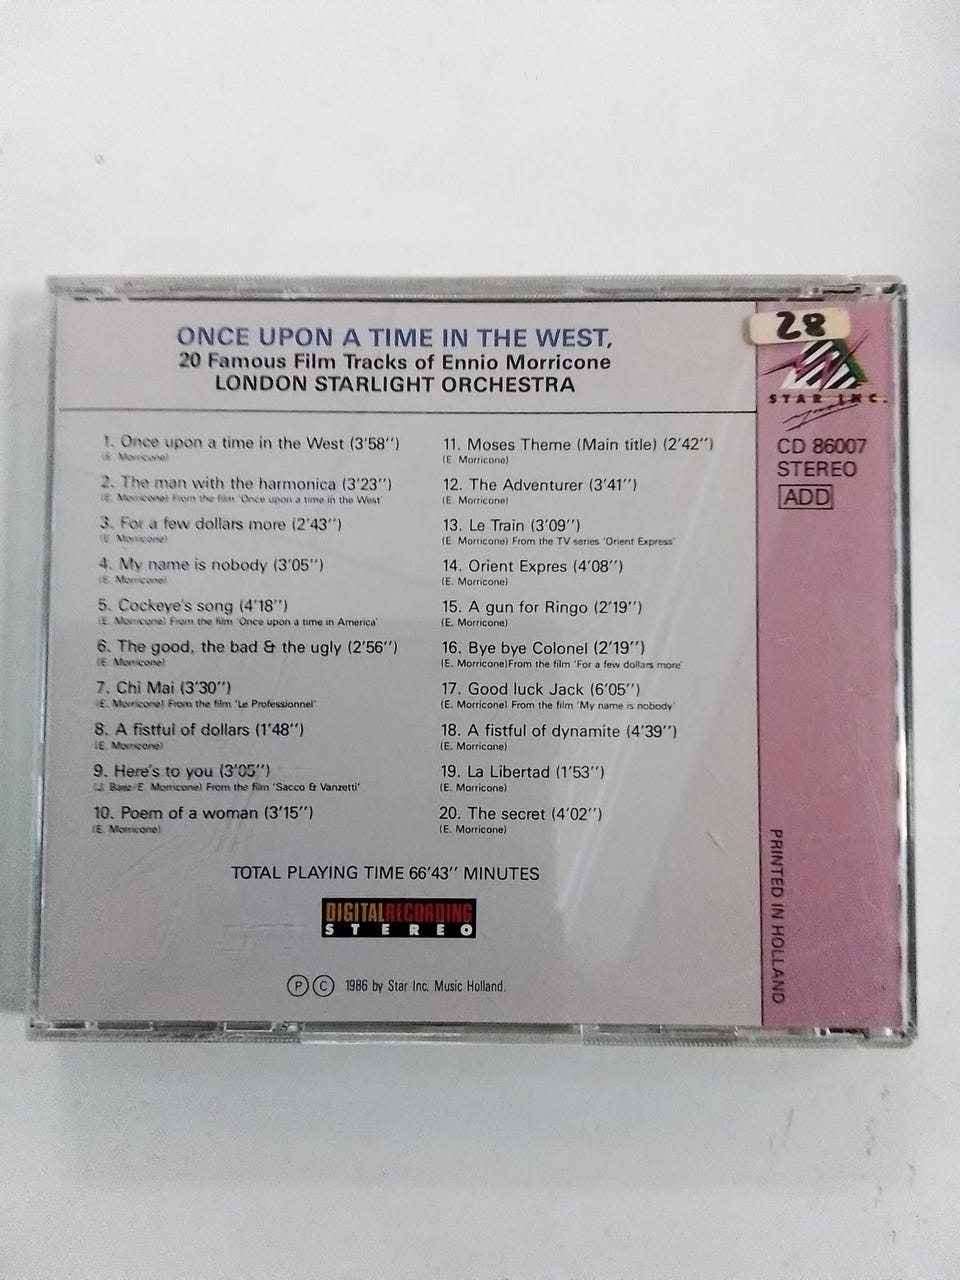 ONCE UPON A TIME IN THE WEST,
20 Famous Film Tracks of Ennio Morricone
LONDON STARLIGHT ORCHESTRA
1. Once upon a time in the West (3'58'')
(E. Morricone)
2. The man with the harmonica (3'23'')
(E. Morricone) From the film 'Once upon a time in the West'
3. For a few dollars more (2'43'')
(E. Morricone)
4. My name is nobody (3'05'')
(E. Morricone)
5. Cockeye's song (4'18'')
(E. Morricone) From the film 'Once upon a time in America'
6. The good, the bad & the ugly (2'56'')
(E. Morricone)
7. Chi Mai (3'30'')
(E. Morricone) From the film 'Le Professionnel'
8. A fistful of dollars (1'48'')
(E. Morricone)
9. Here's to you (3'05'')
(J. Baez/E. Morricone) From the film 'Sacco & Vanzetti'
10. Poem of a woman (3'15'')
(E. Morricone)
11. Moses Theme (Main title) (2'42'')
(E. Morricone)
12. The Adventurer (3'41'')
(E. Morricone)
13. Le Train (3'09'')
(E. Morricone) From the TV series 'Orient Express'
14. Orient Expres (4'08'')
(E. Morricone)
15. A gun for Ringo (2'19'')
(E. Morricone)
16. Bye bye Colonel (2'19'')
(E. Morricone)From the film 'For a few dollars more'
17. Good luck Jack (6'05'')
(E. Morricone) From the film 'My name is nobody'
18. A fistful of dynamite (4'39'')
(E. Morricone)
19. La Libertad (1'53'')
(E. Morricone)
20. The secret (4'02'')
(E. Morricone)
TOTAL PLAYING TIME 66'43'' MINUTES
DIGITAL RECORDING
STEREO
Ⓟ Ⓒ 1986 by Star Inc. Music Holland.
28
STAR INC.
Music
CD 86007
STEREO
ADD
PRINTED IN HOLLAND